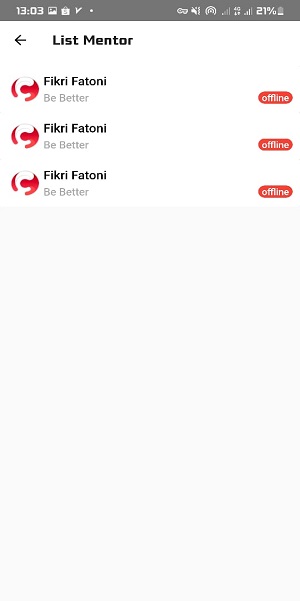 13:03 21%
List Mentor
Fikri Fatoni
Be Better
offline
Fikri Fatoni
Be Better
offline
Fikri Fatoni
Be Better
offline